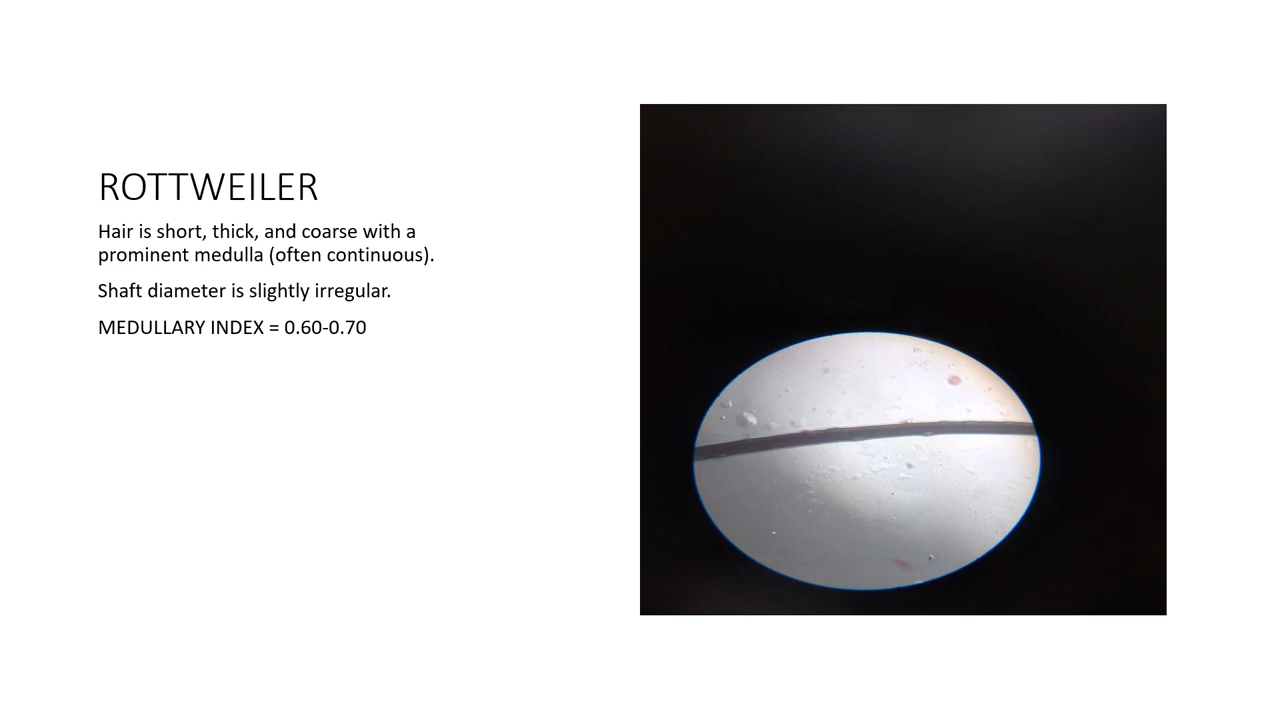 ROTTWEILER
Hair is short, thick, and coarse with a
prominent medulla (often continuous).
Shaft diameter is slightly irregular.
MEDULLARY INDEX = 0.60-0.70